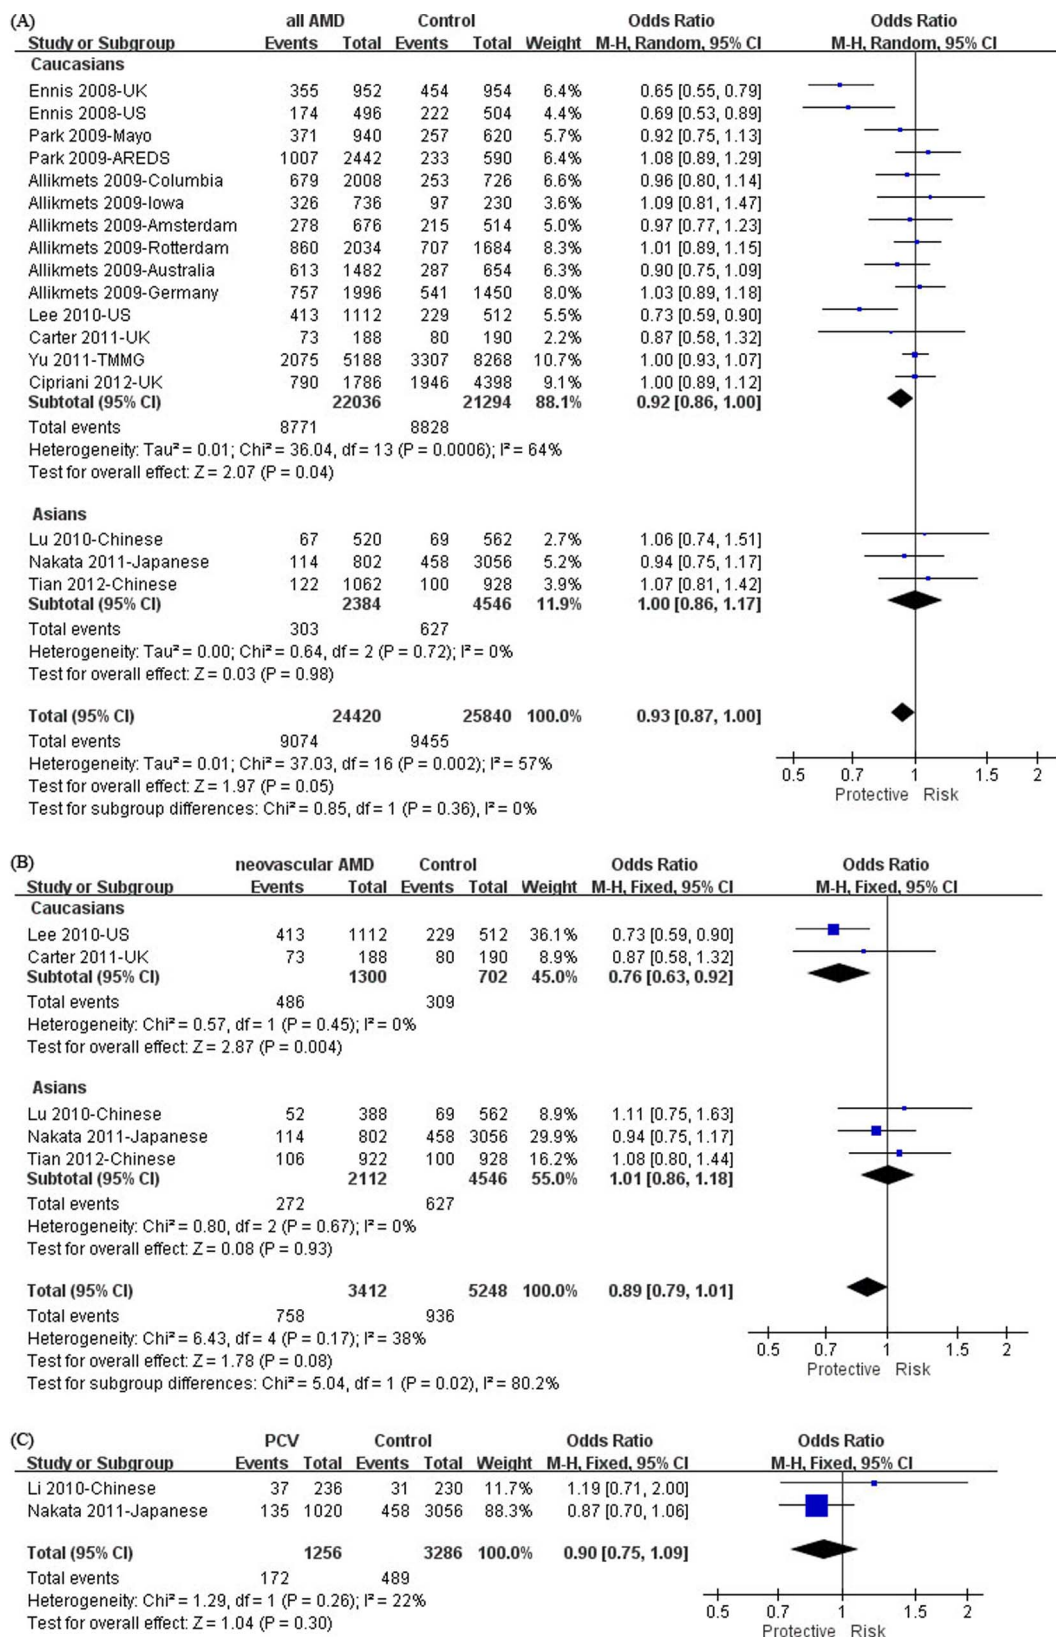 (A) all AMD Control Odds Ratio Odds Ratio
Study or Subgroup Events Total Events Total Weight M-H, Random, 95% CI M-H, Random, 95% CI
Caucasians
Ennis 2008-UK 355 952 454 954 6.4% 0.65 [0.55, 0.79]
Ennis 2008-US 174 496 222 504 4.4% 0.69 [0.53, 0.89]
Park 2009-Mayo 371 940 257 620 5.7% 0.92 [0.75, 1.13]
Park 2009-AREDS 1007 2442 233 590 6.4% 1.08 [0.89, 1.29]
Allikmets 2009-Columbia 679 2008 253 726 6.6% 0.96 [0.80, 1.14]
Allikmets 2009-Iowa 326 736 97 230 3.6% 1.09 [0.81, 1.47]
Allikmets 2009-Amsterdam 278 676 215 514 5.0% 0.97 [0.77, 1.23]
Allikmets 2009-Rotterdam 860 2034 707 1684 8.3% 1.01 [0.89, 1.15]
Allikmets 2009-Australia 613 1482 287 654 6.3% 0.90 [0.75, 1.09]
Allikmets 2009-Germany 757 1996 541 1450 8.0% 1.03 [0.89, 1.18]
Lee 2010-US 413 1112 229 512 5.5% 0.73 [0.59, 0.90]
Carter 2011-UK 73 188 80 190 2.2% 0.87 [0.58, 1.32]
Yu 2011-TMMG 2075 5188 3307 8268 10.7% 1.00 [0.93, 1.07]
Cipriani 2012-UK 790 1786 1946 4398 9.1% 1.00 [0.89, 1.12]
Subtotal (95% CI) 22036 21294 88.1% 0.92 [0.86, 1.00]
Total events 8771 8828
Heterogeneity: Tau² = 0.01; Chi² = 36.04, df = 13 (P = 0.0006); I² = 64%
Test for overall effect: Z = 2.07 (P = 0.04)
Asians
Lu 2010-Chinese 67 520 69 562 2.7% 1.06 [0.74, 1.51]
Nakata 2011-Japanese 114 802 458 3056 5.2% 0.94 [0.75, 1.17]
Tian 2012-Chinese 122 1062 100 928 3.9% 1.07 [0.81, 1.42]
Subtotal (95% CI) 2384 4546 11.9% 1.00 [0.86, 1.17]
Total events 303 627
Heterogeneity: Tau² = 0.00; Chi² = 0.64, df = 2 (P = 0.72); I² = 0%
Test for overall effect: Z = 0.03 (P = 0.98)
Total (95% CI) 24420 25840 100.0% 0.93 [0.87, 1.00]
Total events 9074 9455
Heterogeneity: Tau² = 0.01; Chi² = 37.03, df = 16 (P = 0.002); I² = 57%
Test for overall effect: Z = 1.97 (P = 0.05)
Test for subgroup differences: Chi² = 0.85, df = 1 (P = 0.36), I² = 0%
0.5 0.7 1 1.5 2
Protective Risk
(B) neovascular AMD Control Odds Ratio Odds Ratio
Study or Subgroup Events Total Events Total Weight M-H, Fixed, 95% CI M-H, Fixed, 95% CI
Caucasians
Lee 2010-US 413 1112 229 512 36.1% 0.73 [0.59, 0.90]
Carter 2011-UK 73 188 80 190 8.9% 0.87 [0.58, 1.32]
Subtotal (95% CI) 1300 702 45.0% 0.76 [0.63, 0.92]
Total events 486 309
Heterogeneity: Chi² = 0.57, df = 1 (P = 0.45); I² = 0%
Test for overall effect: Z = 2.87 (P = 0.004)
Asians
Lu 2010-Chinese 52 388 69 562 8.9% 1.11 [0.75, 1.63]
Nakata 2011-Japanese 114 802 458 3056 29.9% 0.94 [0.75, 1.17]
Tian 2012-Chinese 106 922 100 928 16.2% 1.08 [0.80, 1.44]
Subtotal (95% CI) 2112 4546 55.0% 1.01 [0.86, 1.18]
Total events 272 627
Heterogeneity: Chi² = 0.80, df = 2 (P = 0.67); I² = 0%
Test for overall effect: Z = 0.08 (P = 0.93)
Total (95% CI) 3412 5248 100.0% 0.89 [0.79, 1.01]
Total events 758 936
Heterogeneity: Chi² = 6.43, df = 4 (P = 0.17); I² = 38%
Test for overall effect: Z = 1.78 (P = 0.08)
Test for subgroup differences: Chi² = 5.04, df = 1 (P = 0.02), I² = 80.2%
0.5 0.7 1 1.5 2
Protective Risk
(C) PCV Control Odds Ratio Odds Ratio
Study or Subgroup Events Total Events Total Weight M-H, Fixed, 95% CI M-H, Fixed, 95% CI
Li 2010-Chinese 37 236 31 230 11.7% 1.19 [0.71, 2.00]
Nakata 2011-Japanese 135 1020 458 3056 88.3% 0.87 [0.70, 1.06]
Total (95% CI) 1256 3286 100.0% 0.90 [0.75, 1.09]
Total events 172 489
Heterogeneity: Chi² = 1.29, df = 1 (P = 0.26); I² = 22%
Test for overall effect: Z = 1.04 (P = 0.30)
0.5 0.7 1 1.5 2
Protective Risk